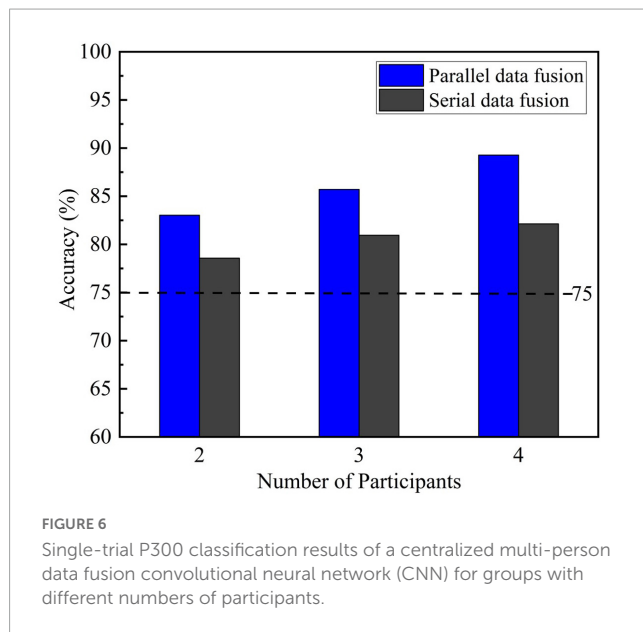 100
95
90
85
80
75
70
65
60
Accuracy (%)
Parallel data fusion
Serial data fusion
75
2 3 4
Number of Participants
FIGURE 6
Single-trial P300 classification results of a centralized multi-person
data fusion convolutional neural network (CNN) for groups with
different numbers of participants.